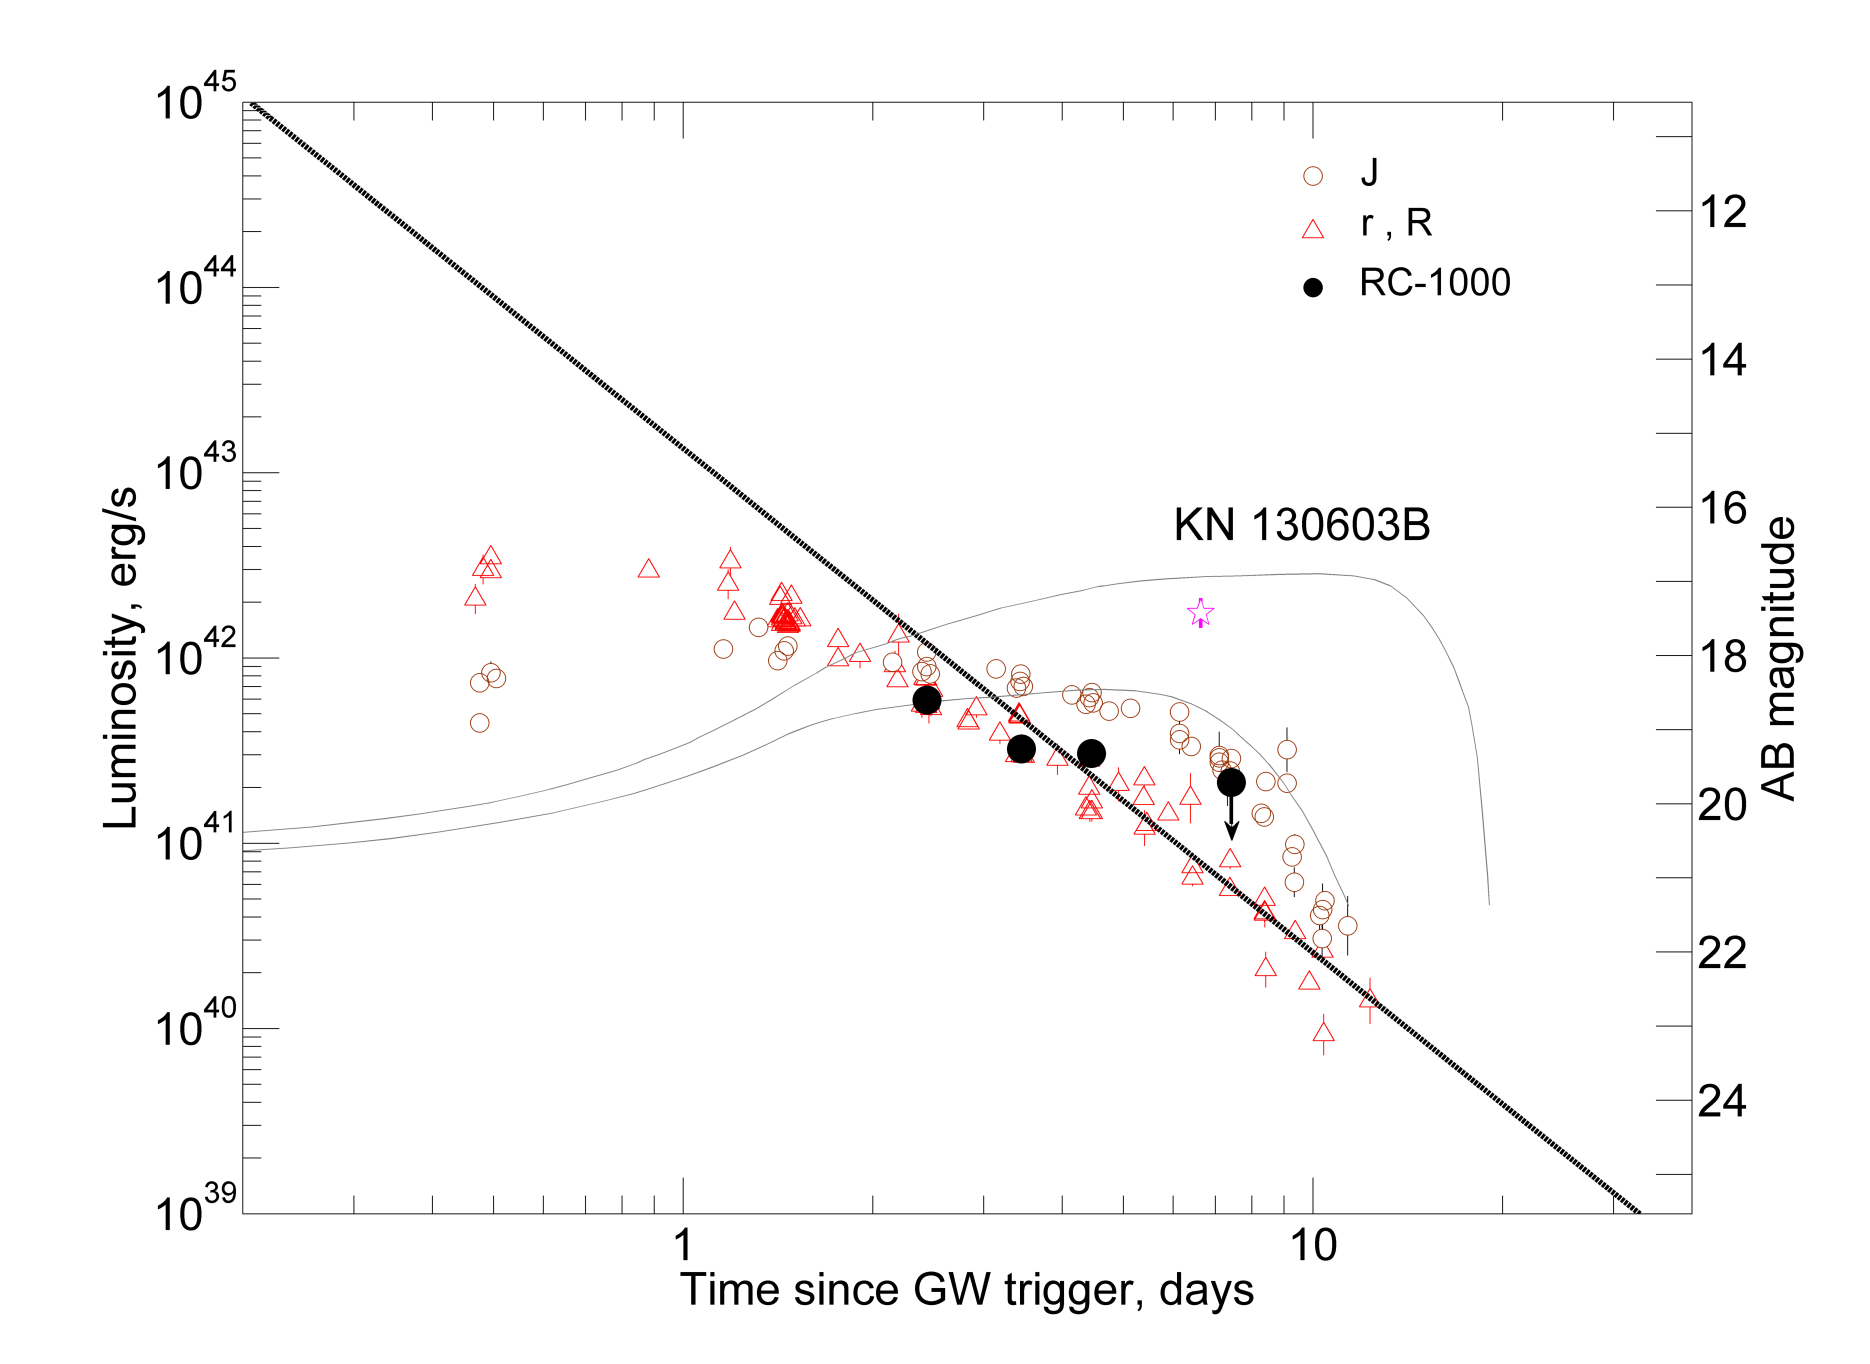 10^45
10^44
10^43
10^42
10^41
10^40
10^39
Luminosity, erg/s
J
r , R
RC-1000
KN 130603B
12
14
16
18
20
22
24
AB magnitude
1
10
Time since GW trigger, days